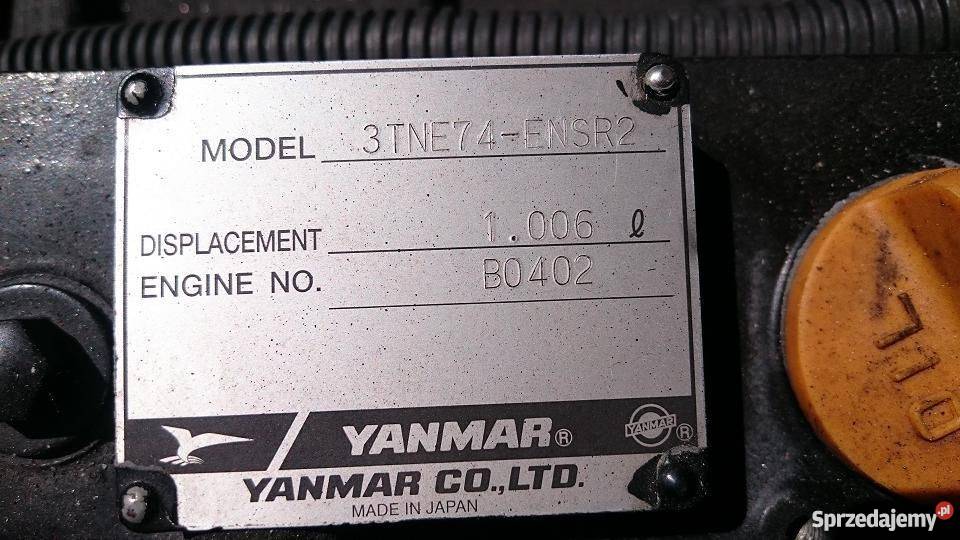 MODEL 3TNE74-ENSR2
DISPLACEMENT 1.006 ℓ
ENGINE NO. B0402
YANMAR® YANMAR ®
YANMAR CO.,LTD.
MADE IN JAPAN
OIL
Sprzedajemy.pl